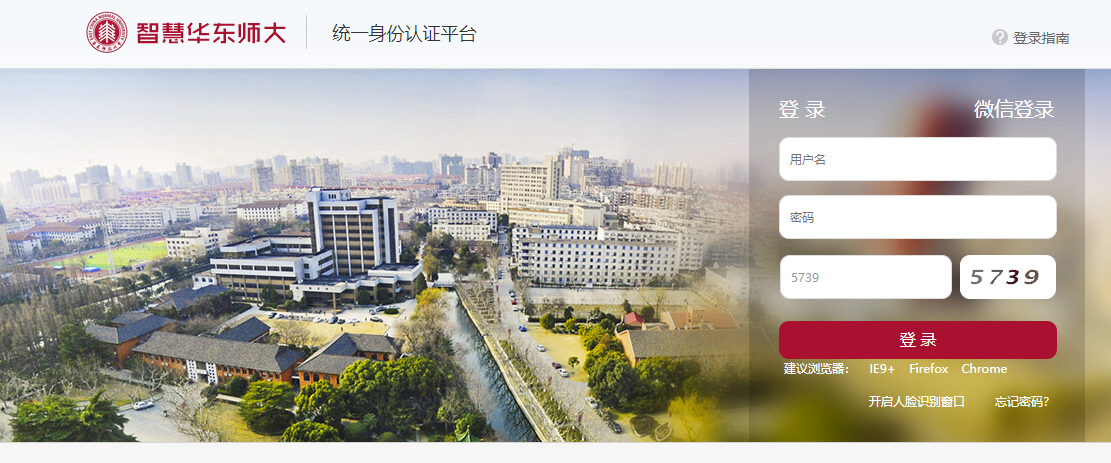 智慧华东师大
统一身份认证平台
登录指南
登 录
微信登录
用户名
密码
5739
5739
登 录
建议浏览器： IE9+ Firefox Chrome
开启人脸识别窗口
忘记密码?